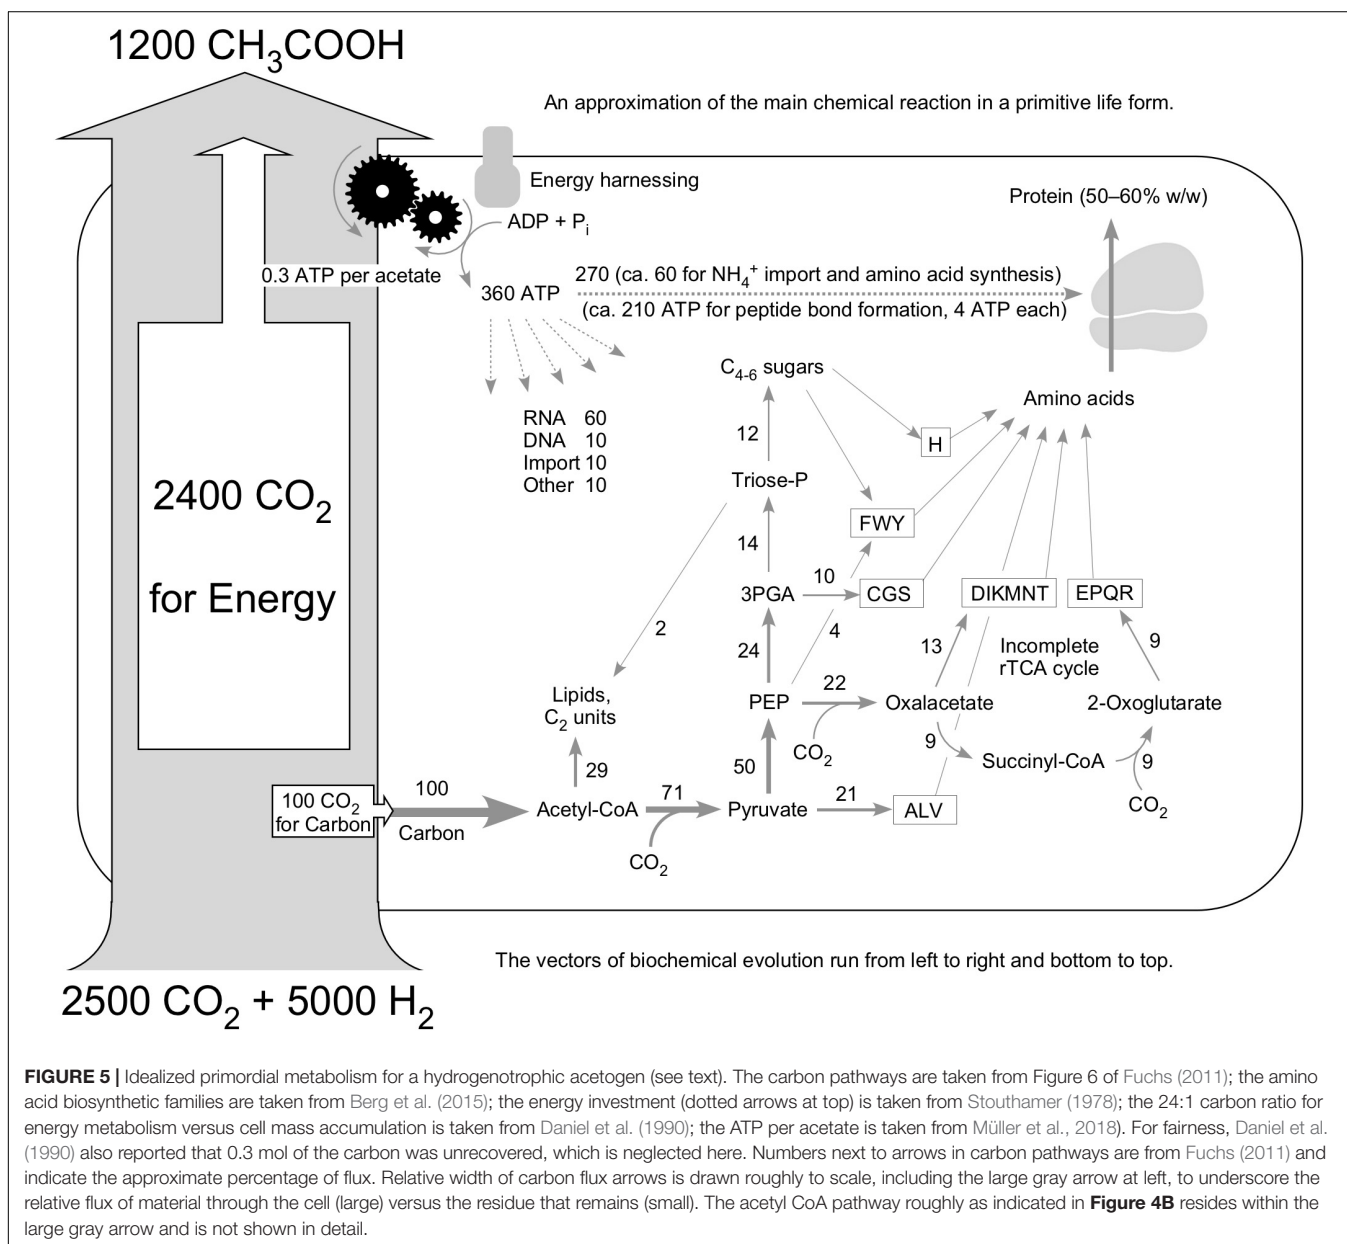 1200 CH₃COOH
An approximation of the main chemical reaction in a primitive life form.
Energy harnessing
ADP + Pᵢ
Protein (50–60% w/w)
0.3 ATP per acetate
360 ATP
270 (ca. 60 for NH₄⁺ import and amino acid synthesis)
(ca. 210 ATP for peptide bond formation, 4 ATP each)
C₄₋₆ sugars
Amino acids
RNA 60
DNA 10
Import 10
Other 10
12
H
2400 CO₂
for Energy
Triose-P
FWY
14
10
3PGA
CGS
DIKMNT
EPQR
2
4
24
13
Incomplete
rTCA cycle
9
Lipids,
C₂ units
PEP
22
Oxalacetate
2-Oxoglutarate
CO₂
9
Succinyl-CoA
9
29
50
CO₂
100 CO₂
for Carbon
100
Carbon
Acetyl-CoA
71
Pyruvate
21
ALV
CO₂
The vectors of biochemical evolution run from left to right and bottom to top.
2500 CO₂ + 5000 H₂
FIGURE 5 | Idealized primordial metabolism for a hydrogenotrophic acetogen (see text). The carbon pathways are taken from Figure 6 of Fuchs (2011); the amino
acid biosynthetic families are taken from Berg et al. (2015); the energy investment (dotted arrows at top) is taken from Stouthamer (1978); the 24:1 carbon ratio for
energy metabolism versus cell mass accumulation is taken from Daniel et al. (1990); the ATP per acetate is taken from Müller et al., 2018). For fairness, Daniel et al.
(1990) also reported that 0.3 mol of the carbon was unrecovered, which is neglected here. Numbers next to arrows in carbon pathways are from Fuchs (2011) and
indicate the approximate percentage of flux. Relative width of carbon flux arrows is drawn roughly to scale, including the large gray arrow at left, to underscore the
relative flux of material through the cell (large) versus the residue that remains (small). The acetyl CoA pathway roughly as indicated in Figure 4B resides within the
large gray arrow and is not shown in detail.